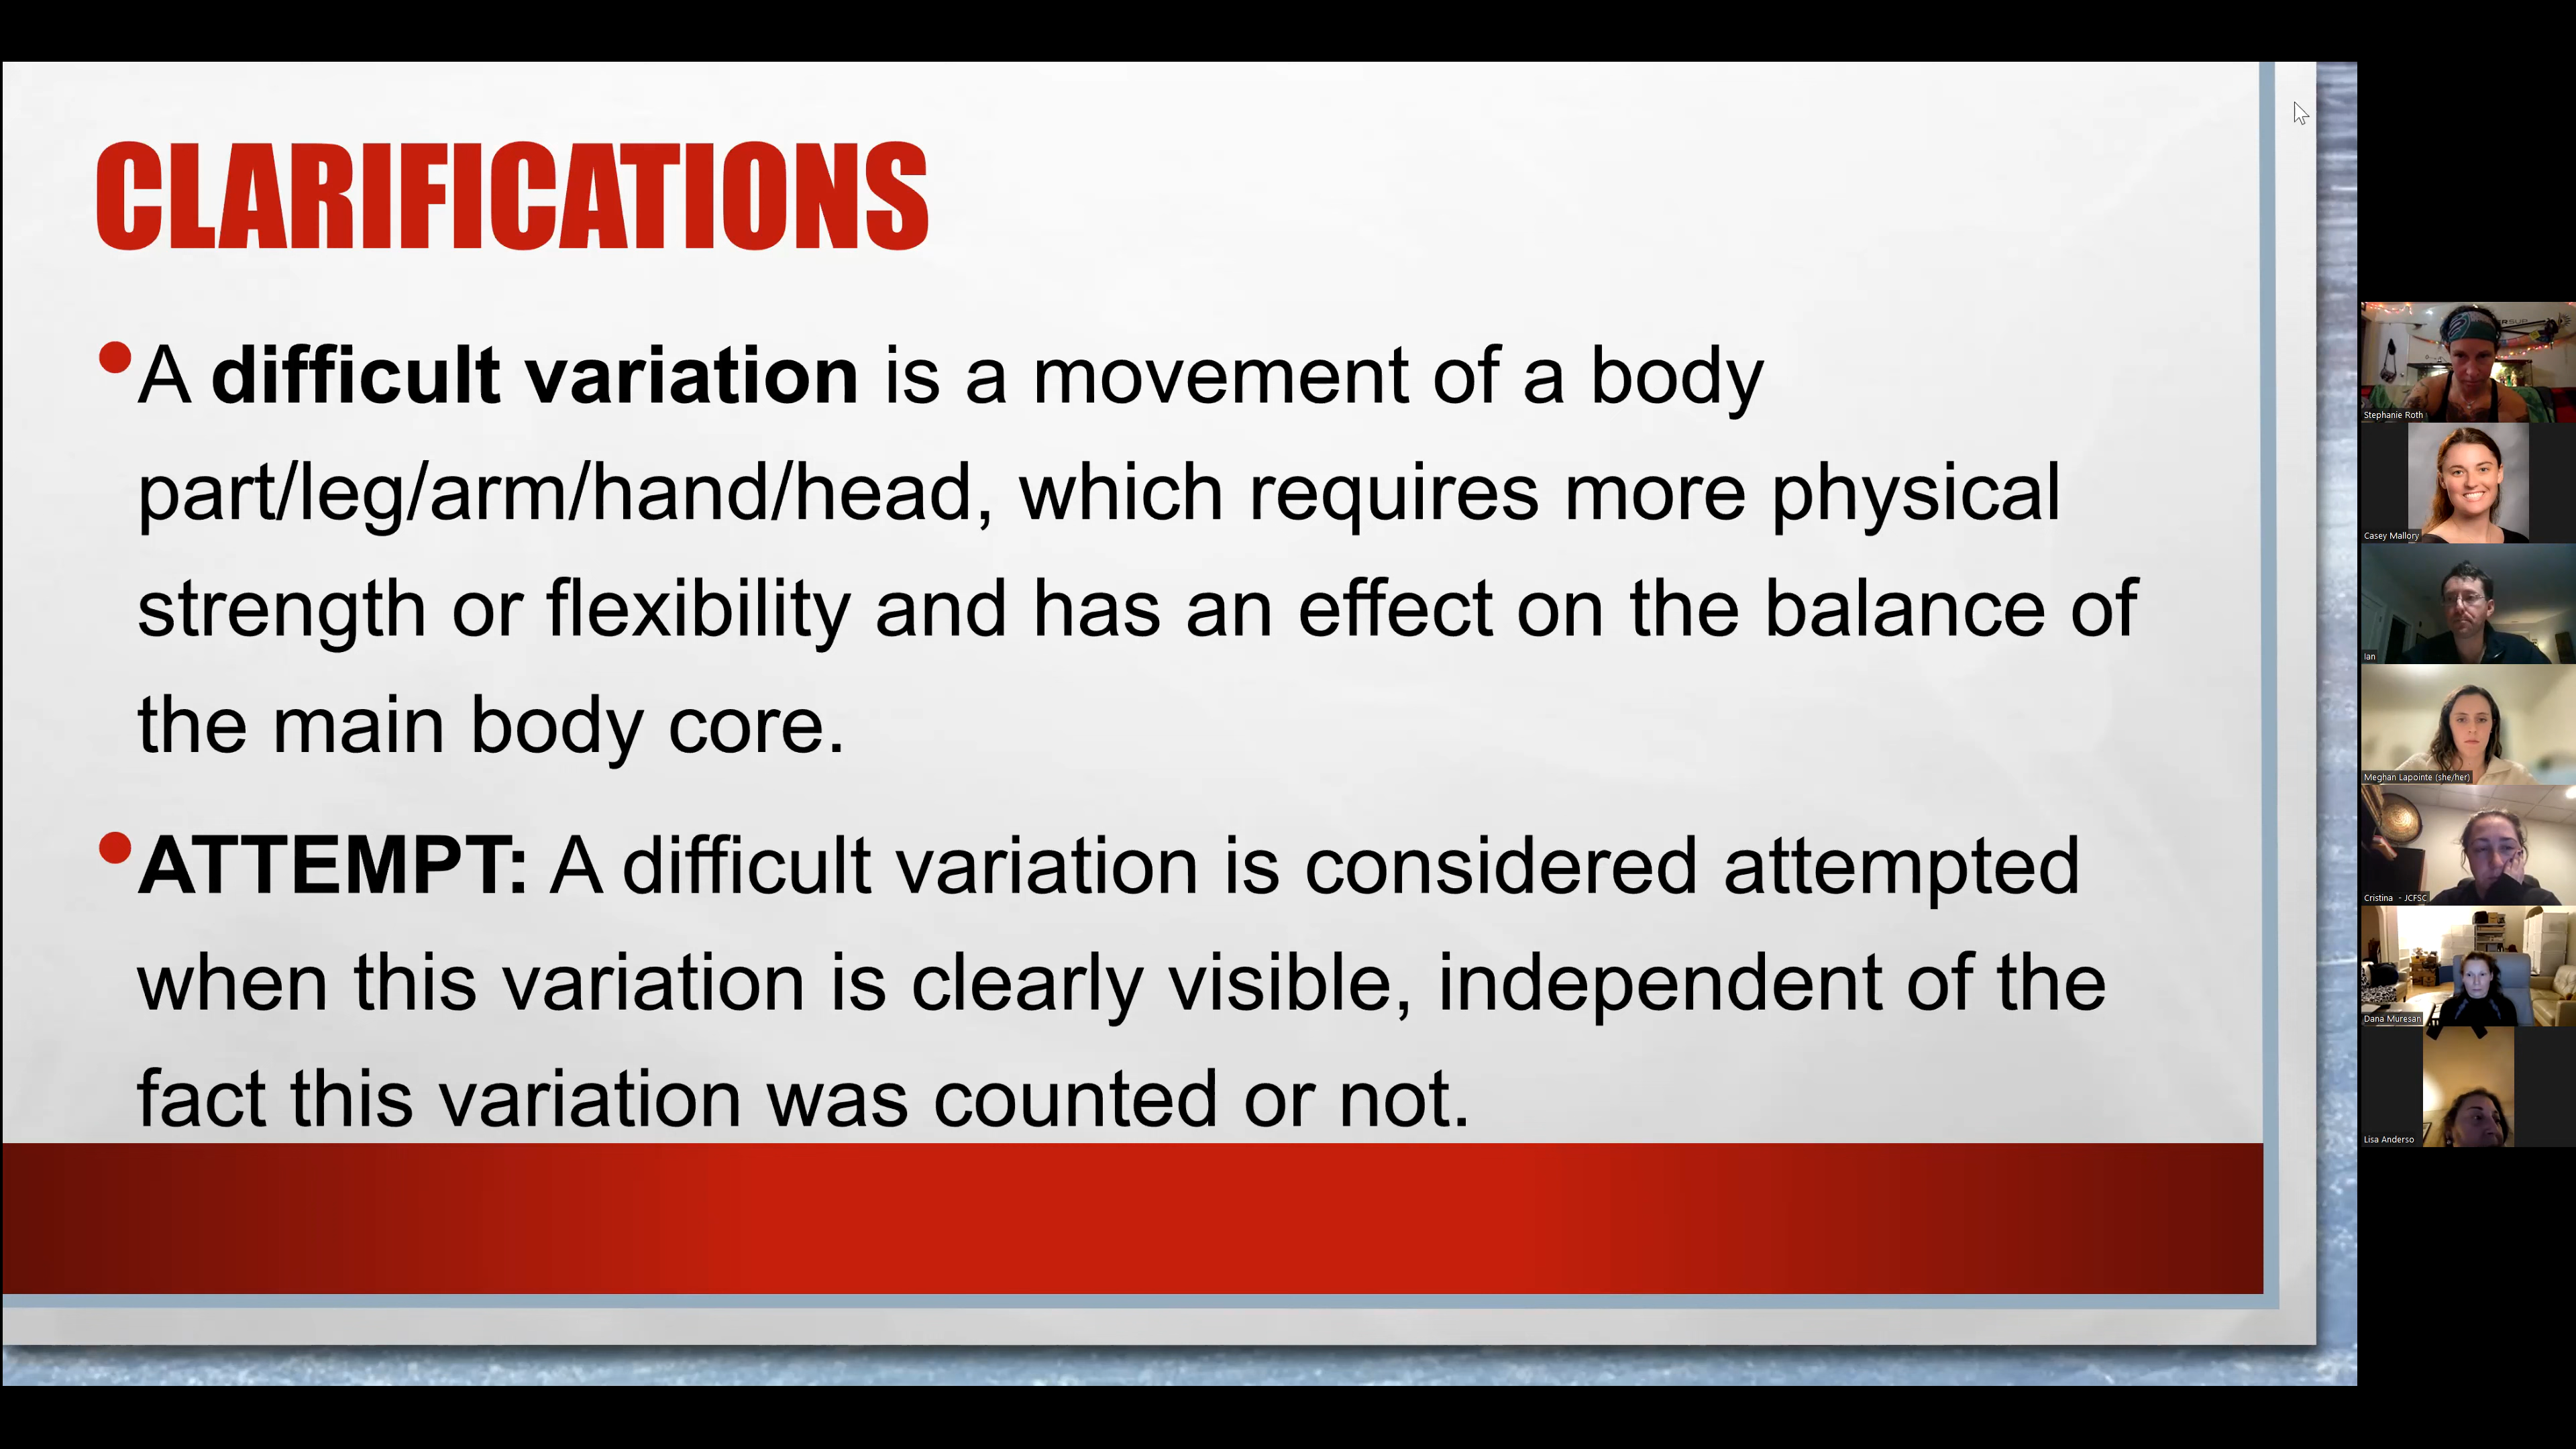 CLARIFICATIONS
•A difficult variation is a movement of a body
part/leg/arm/hand/head, which requires more physical
strength or flexibility and has an effect on the balance of
the main body core.
•ATTEMPT: A difficult variation is considered attempted
when this variation is clearly visible, independent of the
fact this variation was counted or not.
Stephanie Roth
Casey Mallory
Ian
Meghan Lapointe (she/her)
Cristina - JCFSC
Dana Muresan
Lisa Anderso